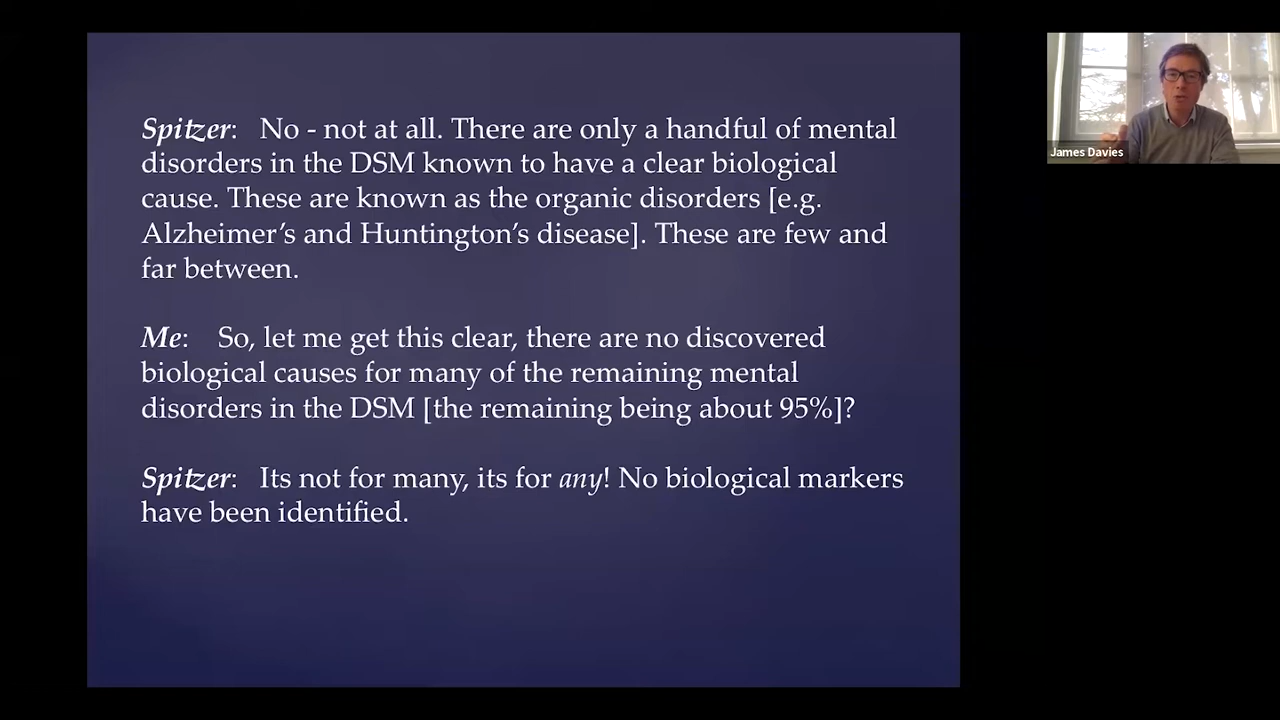 Spitzer: No - not at all. There are only a handful of mental
disorders in the DSM known to have a clear biological
cause. These are known as the organic disorders [e.g.
Alzheimer’s and Huntington’s disease]. These are few and
far between.
Me: So, let me get this clear, there are no discovered
biological causes for many of the remaining mental
disorders in the DSM [the remaining being about 95%]?
Spitzer: Its not for many, its for any! No biological markers
have been identified.
James Davies